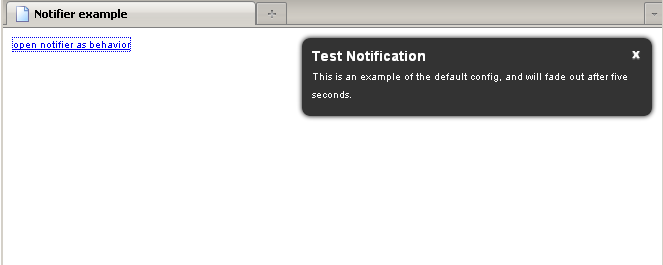 Notifier example
open notifier as behavior
Test Notification
x
This is an example of the default config, and will fade out after five
seconds.